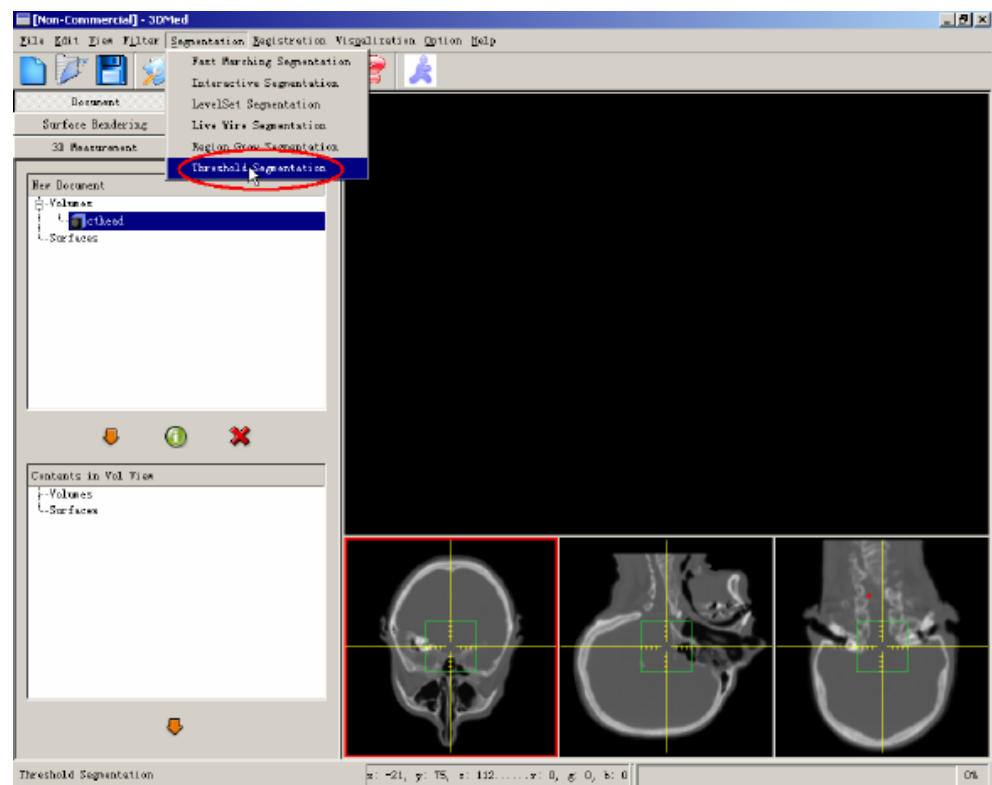 [Non-Commercial] - 3DMed
File Edit View Filter Segmentation Registration Visualization Option Help
Fast Marching Segmentation
Interactive Segmentation
LevelSet Segmentation
Live Wire Segmentation
Region Grow Segmentation
Threshold Segmentation
Document
Surface Rendering
3D Measurement
New Document
Volumes
cthead
Surfaces
Contents in Vol View
Volumes
Surfaces
Threshold Segmentation
x: -21, y: 75, z: 112......r: 0, g: 0, b: 0
0%